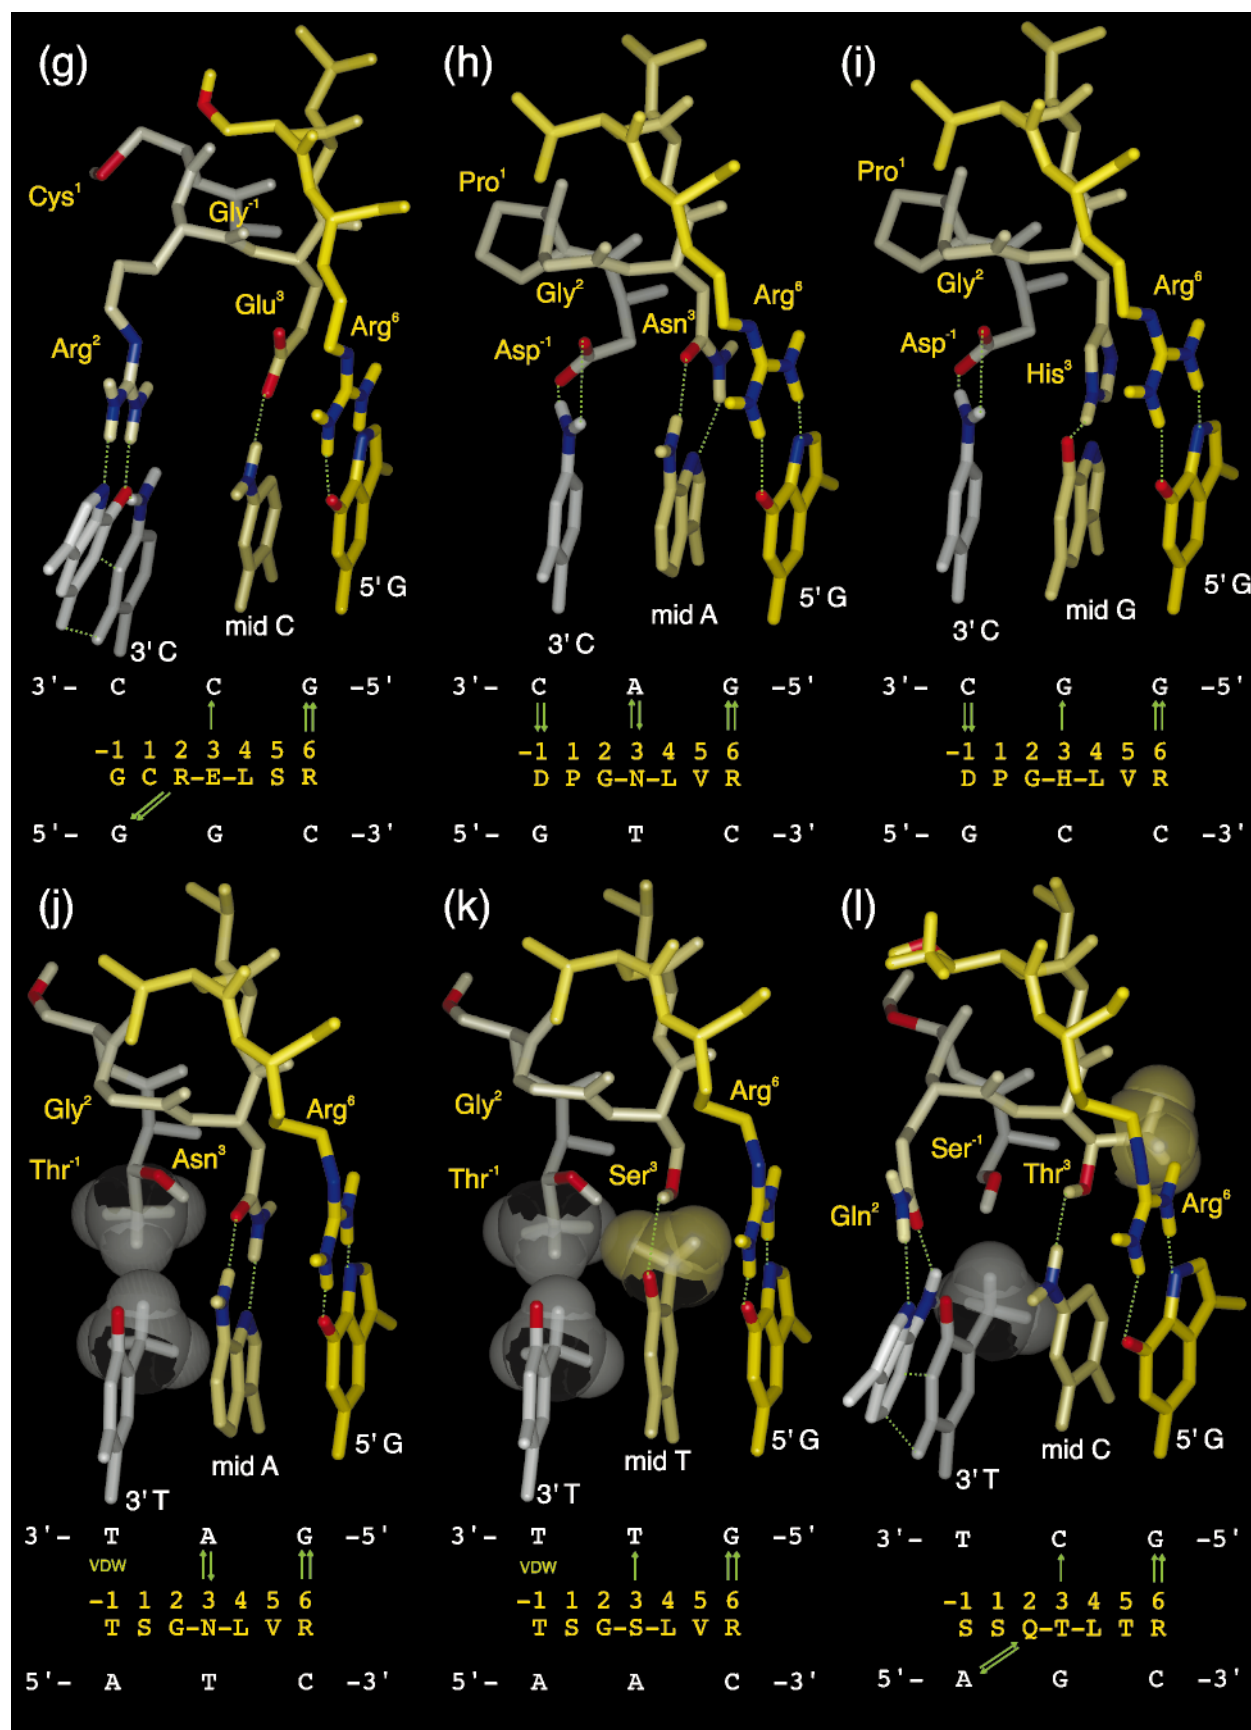 (g)
Cys¹
Gly⁻¹
Glu³
Arg²
Arg⁶
5' G
mid C
3' C
3'- C C G -5'
-1 1 2 3 4 5 6
G C R-E-L S R
5'- G G C -3'
(h)
Pro¹
Gly²
Arg⁶
Asn³
Asp⁻¹
5' G
mid A
3' C
3'- C A G -5'
-1 1 2 3 4 5 6
D P G-N-L V R
5'- G T C -3'
(i)
Pro¹
Gly²
Arg⁶
Asp⁻¹
His³
5' G
mid G
3' C
3'- C G G -5'
-1 1 2 3 4 5 6
D P G-H-L V R
5'- G C C -3'
(j)
Gly²
Arg⁶
Thr⁻¹
Asn³
5' G
mid A
3' T
3'- T A G -5'
VDW
-1 1 2 3 4 5 6
T S G-N-L V R
5'- A T C -3'
(k)
Gly²
Arg⁶
Thr⁻¹
Ser³
5' G
mid T
3' T
3'- T T G -5'
VDW
-1 1 2 3 4 5 6
T S G-S-L V R
5'- A A C -3'
(l)
Ser⁻¹
Thr³
Gln²
Arg⁶
5' G
mid C
3' T
3'- T C G -5'
-1 1 2 3 4 5 6
S S Q-T-L T R
5'- A G C -3'